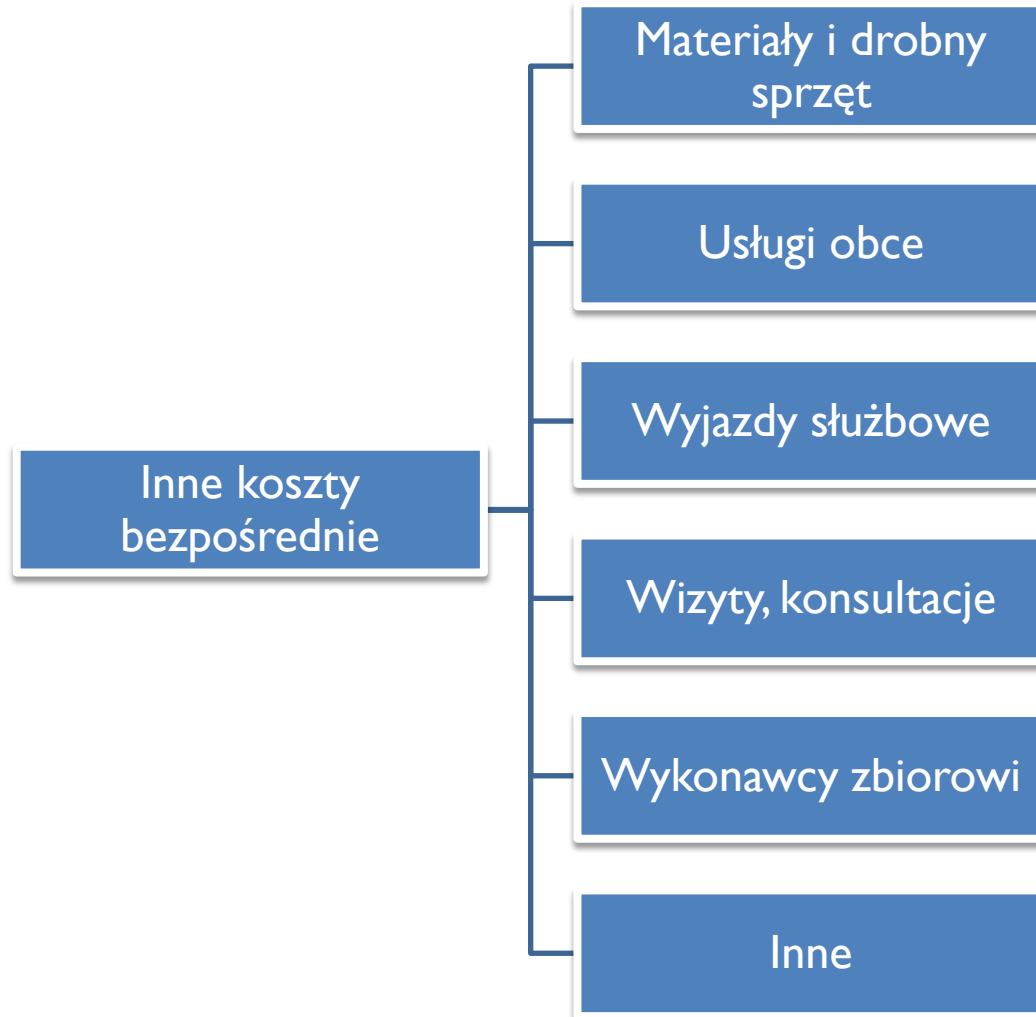 Inne koszty
bezpośrednie
Materiały i drobny
sprzęt
Usługi obce
Wyjazdy służbowe
Wizyty, konsultacje
Wykonawcy zbiorowi
Inne